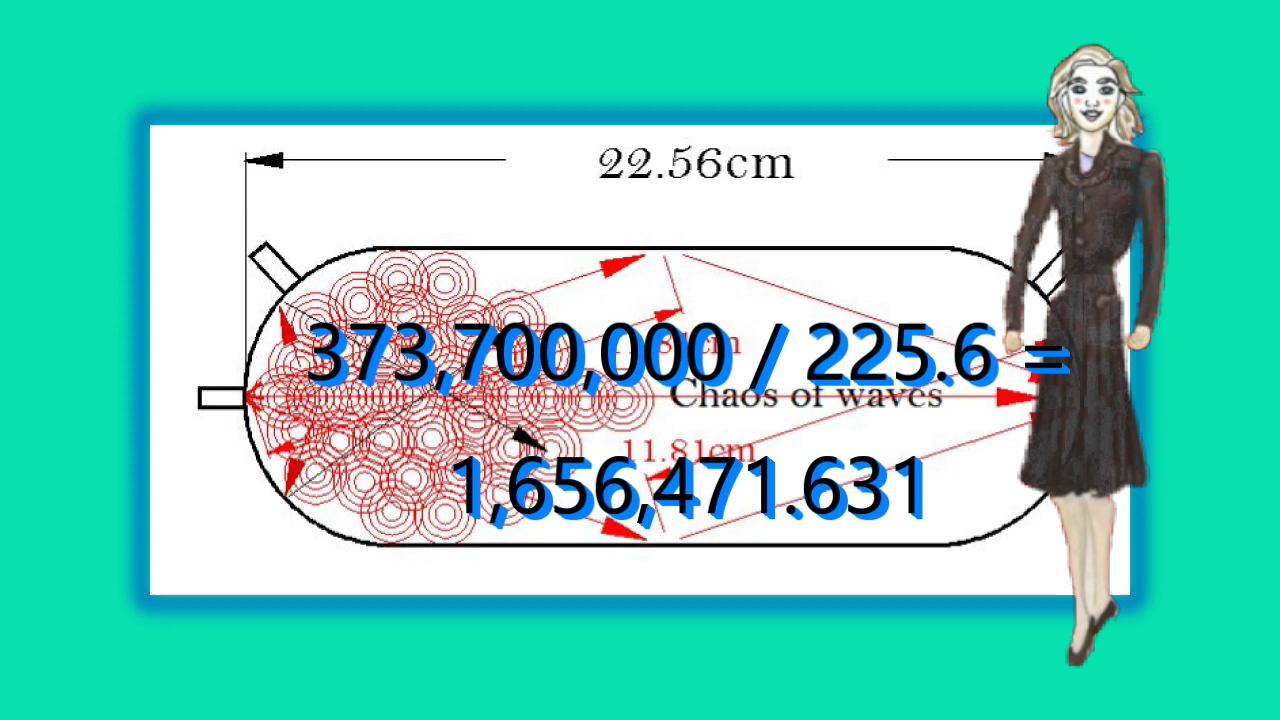 22.56cm
373,700,000 / 225.6 =
Chaos of waves
11.81cm
1,656,471.631